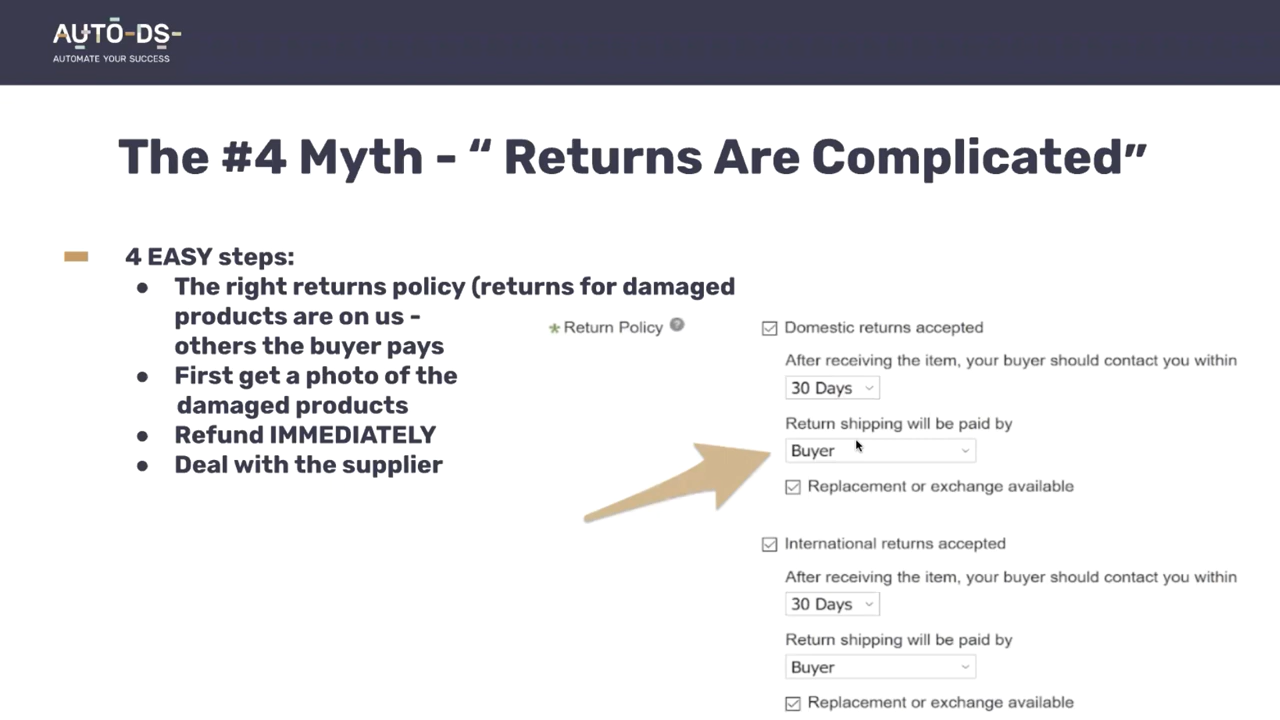 AUTO-DS-
AUTOMATE YOUR SUCCESS
The #4 Myth - “ Returns Are Complicated”
4 EASY steps:
● The right returns policy (returns for damaged
products are on us -
others the buyer pays
● First get a photo of the
damaged products
● Refund IMMEDIATELY
● Deal with the supplier
* Return Policy ?
Domestic returns accepted
After receiving the item, your buyer should contact you within
30 Days
Return shipping will be paid by
Buyer
Replacement or exchange available
International returns accepted
After receiving the item, your buyer should contact you within
30 Days
Return shipping will be paid by
Buyer
Replacement or exchange available